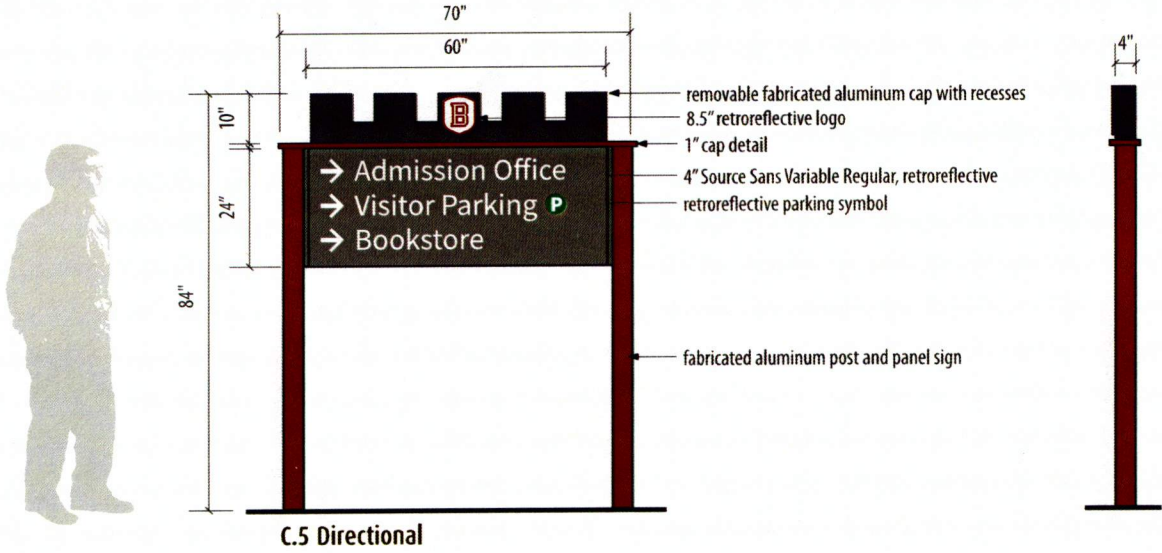 70"
60"
4"
10"
removable fabricated aluminum cap with recesses
B
8.5" retroreflective logo
1" cap detail
24"
→ Admission Office
4" Source Sans Variable Regular, retroreflective
→ Visitor Parking P
retroreflective parking symbol
→ Bookstore
84"
fabricated aluminum post and panel sign
C.5 Directional